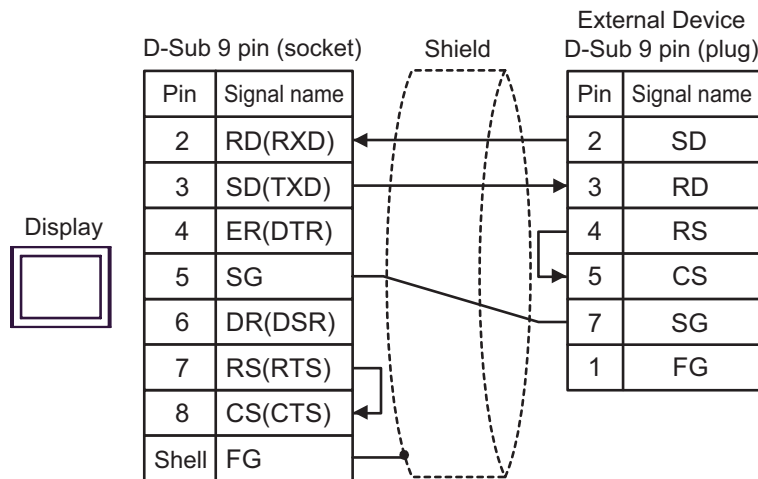 External Device
D-Sub 9 pin (socket) Shield D-Sub 9 pin (plug)
Pin Signal name Pin Signal name
2 RD(RXD) 2 SD
3 SD(TXD) 3 RD
Display 4 ER(DTR) 4 RS
5 SG 5 CS
6 DR(DSR) 7 SG
7 RS(RTS) 1 FG
8 CS(CTS)
Shell FG